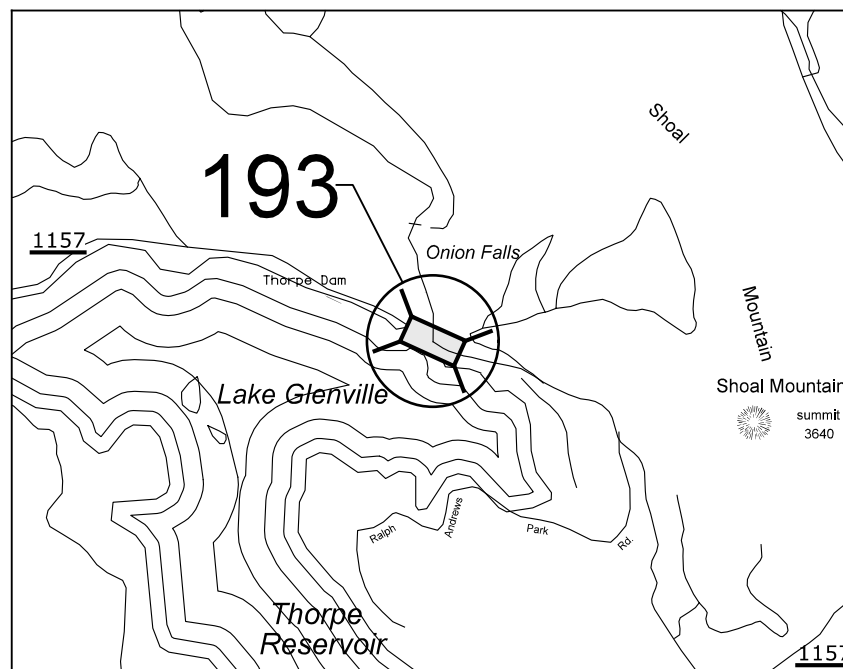 Shoal
193
1157
Onion Falls
Thorpe Dam
Mountain
Lake Glenville
Shoal Mountain
summit
3640
Ralph Andrews Park Rd.
Thorpe
Reservoir
1157